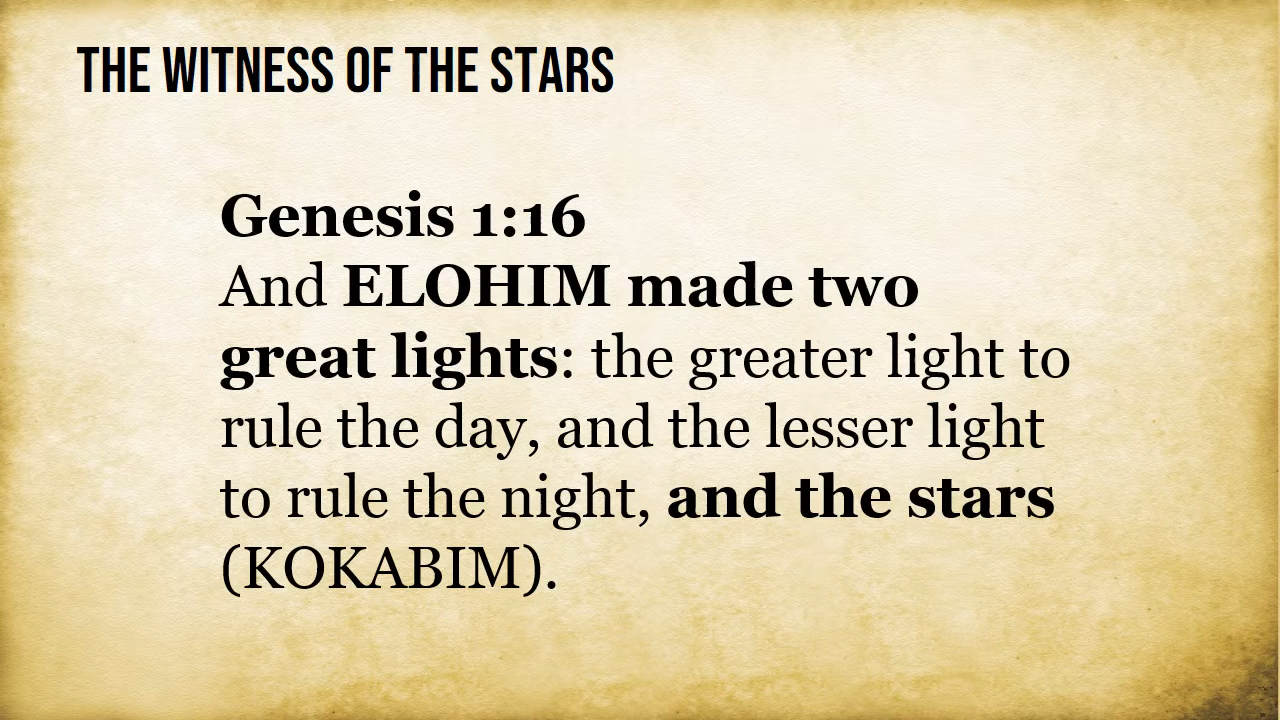 THE WITNESS OF THE STARS
Genesis 1:16
And ELOHIM made two
great lights: the greater light to
rule the day, and the lesser light
to rule the night, and the stars
(KOKABIM).